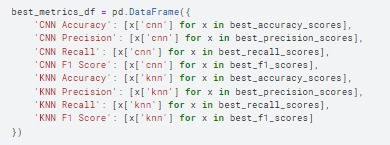 best_metrics_df = pd.DataFrame({
    'CNN Accuracy': [x['cnn'] for x in best_accuracy_scores],
    'CNN Precision': [x['cnn'] for x in best_precision_scores],
    'CNN Recall': [x['cnn'] for x in best_recall_scores],
    'CNN F1 Score': [x['cnn'] for x in best_f1_scores],
    'KNN Accuracy': [x['knn'] for x in best_accuracy_scores],
    'KNN Precision': [x['knn'] for x in best_precision_scores],
    'KNN Recall': [x['knn'] for x in best_recall_scores],
    'KNN F1 Score': [x['knn'] for x in best_f1_scores]
})